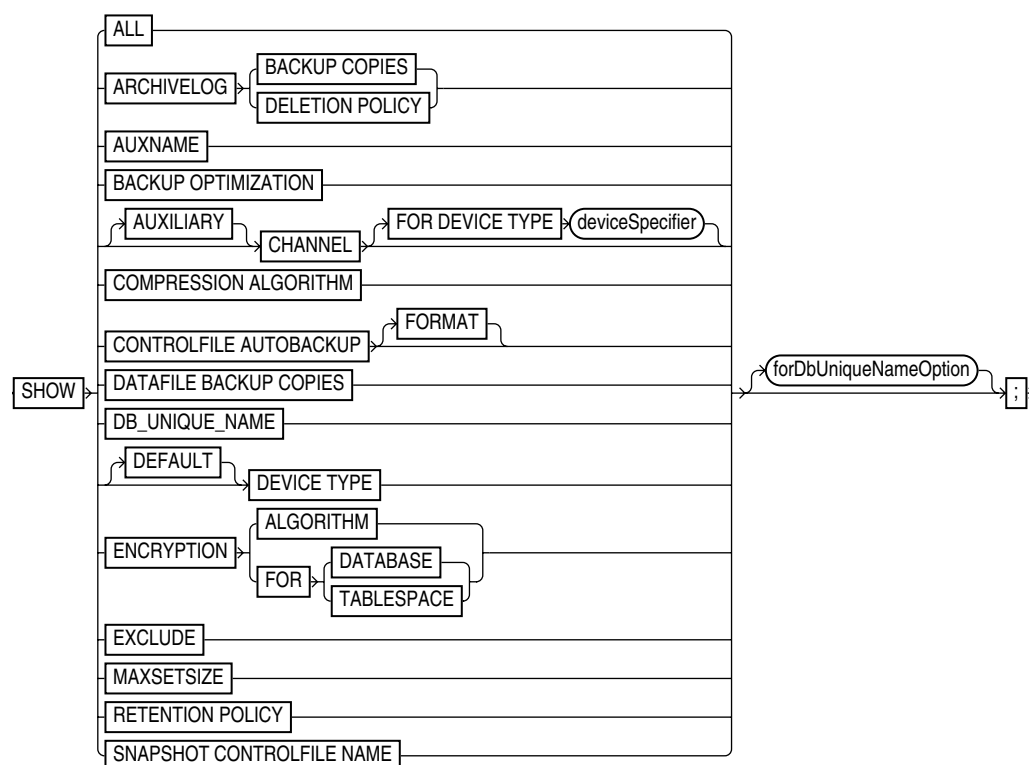 ALL
BACKUP COPIES
ARCHIVELOG
DELETION POLICY
AUXNAME
BACKUP OPTIMIZATION
AUXILIARY FOR DEVICE TYPE deviceSpecifier
CHANNEL
COMPRESSION ALGORITHM
FORMAT
CONTROLFILE AUTOBACKUP
forDbUniqueNameOption
SHOW DATAFILE BACKUP COPIES ;
DB_UNIQUE_NAME
DEFAULT
DEVICE TYPE
ALGORITHM
ENCRYPTION DATABASE
FOR
TABLESPACE
EXCLUDE
MAXSETSIZE
RETENTION POLICY
SNAPSHOT CONTROLFILE NAME